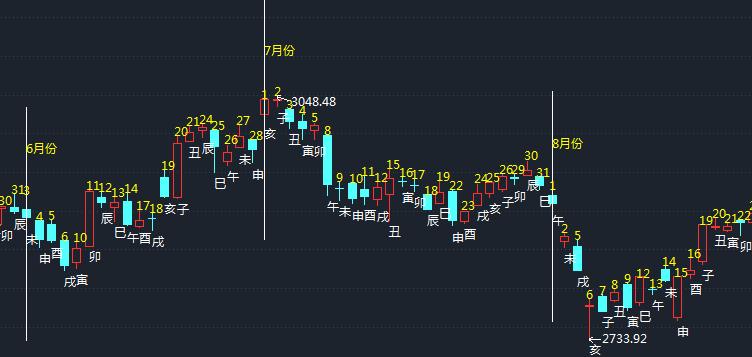 7月份
6月份
8月份
3048.48
2733.92
30 31 3 4 5 6 10 11 12 13 14 17 18 19 20 21 24 25 26 27 28
1 2 3 4 5 8 9 10 11 12 15 16 17 18 19 22 23 24 25 26 29 30 31
1 2 5 6 7 8 9 12 13 14 15 16 19 20 21 22
卯 辰 未 申 酉 戌 寅 卯 辰 巳 午 酉 戌 亥 子 丑 辰 巳 午 未 申
亥 子 丑 寅 卯 午 未 申 酉 戌 丑 寅 卯 辰 巳 申 酉 戌 亥 子 卯 辰 巳
午 未 戌 亥 子 丑 寅 巳 午 未 申 酉 子 丑 寅 卯